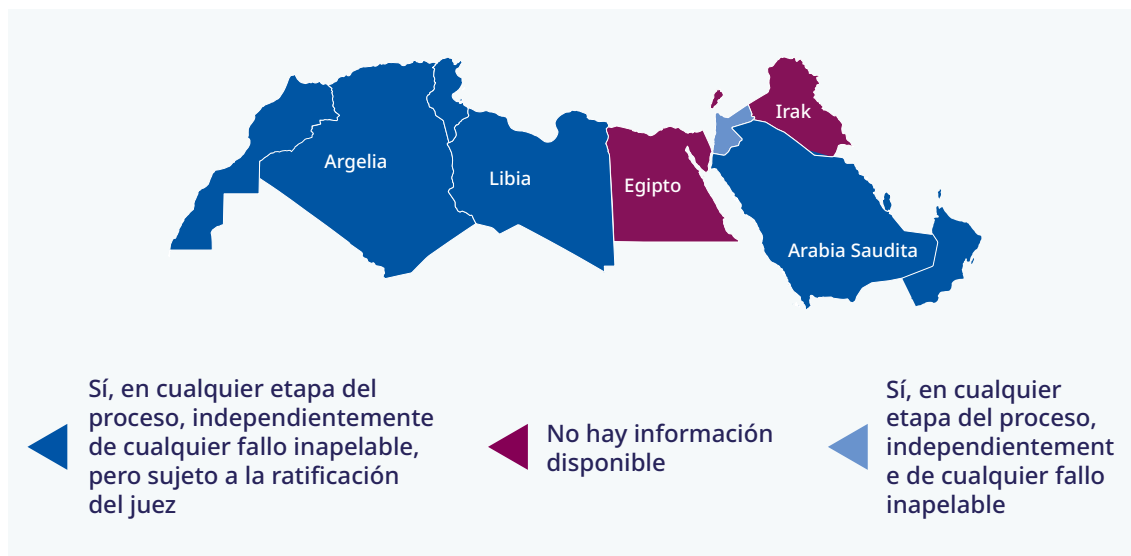 Irak
Argelia
Libia
Egipto
Arabia Saudita
Sí, en cualquier etapa del
proceso, independientemente
de cualquier fallo inapelable,
pero sujeto a la ratificación
del juez
No hay información
disponible
Sí, en cualquier
etapa del proceso,
independientement
e de cualquier fallo
inapelable